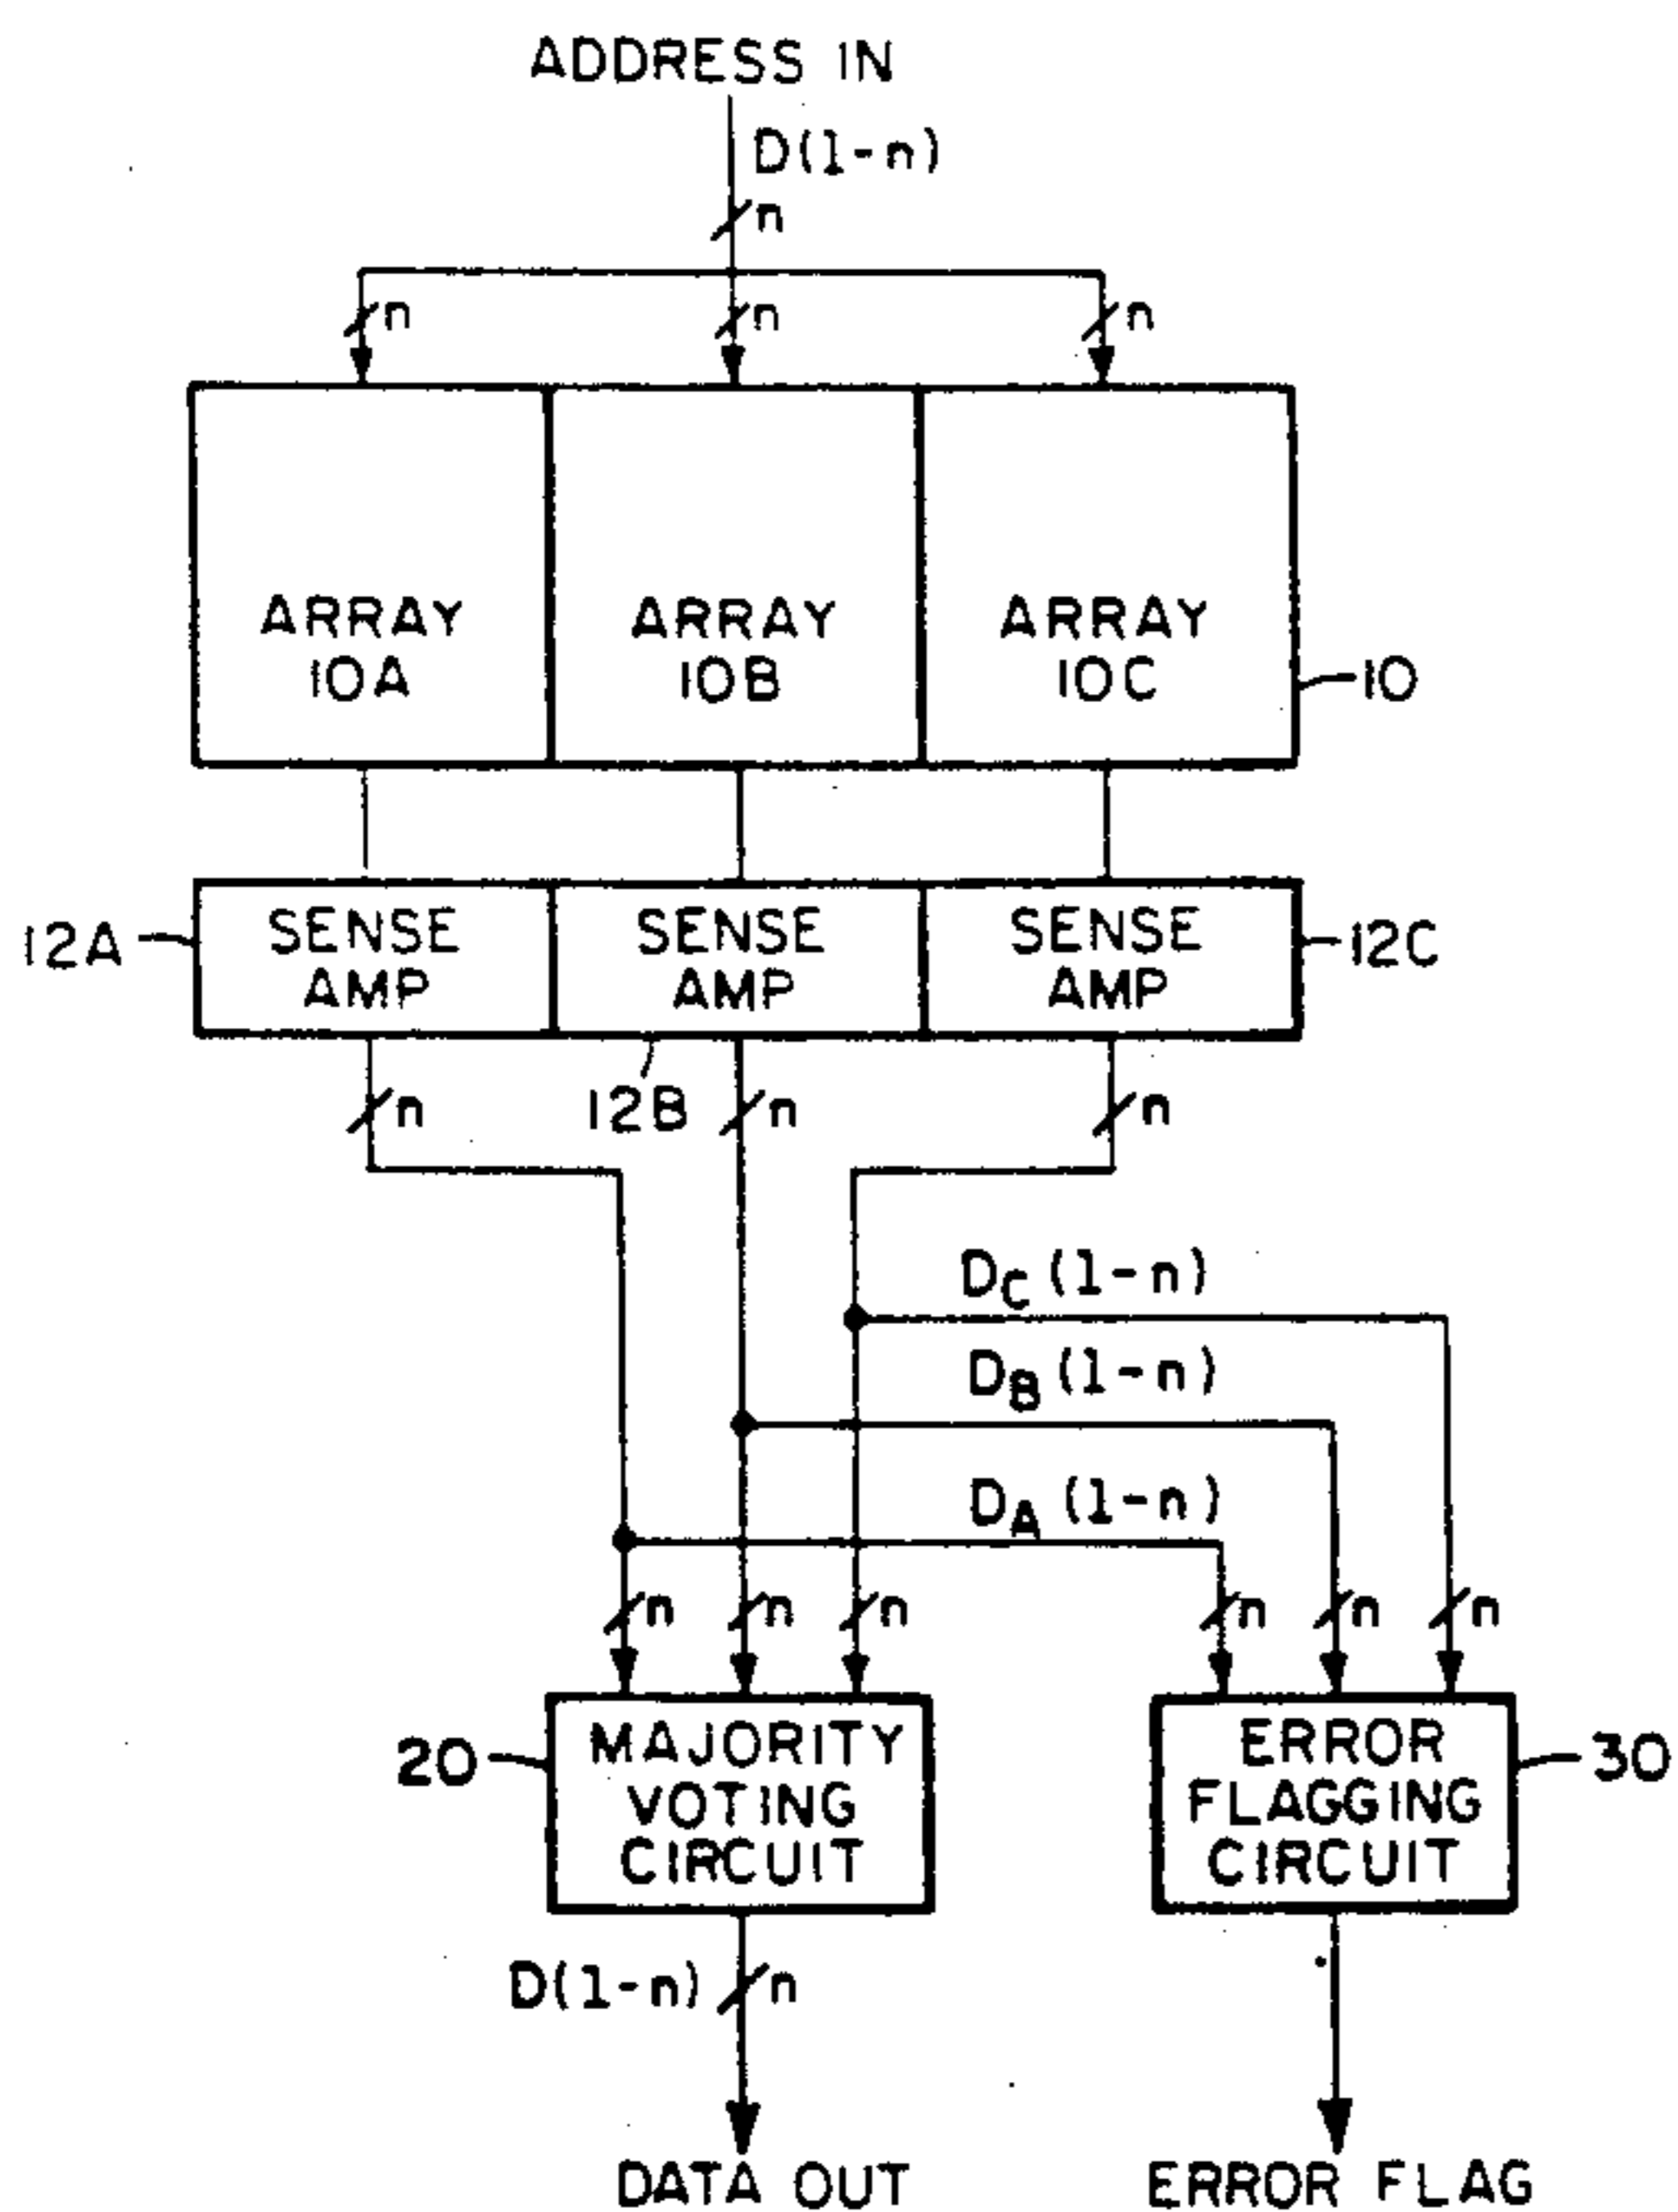 ADDRESS IN
D(1-n)
n
n n n
ARRAY 10A
ARRAY 10B
ARRAY 10C
10
12A
SENSE AMP
SENSE AMP
SENSE AMP
12C
n
12B
n
n
DC (1-n)
DB (1-n)
DA (1-n)
n n n n n n
20
MAJORITY
VOTING
CIRCUIT
ERROR
FLAGGING
CIRCUIT
30
D(1-n) n
DATA OUT
ERROR FLAG